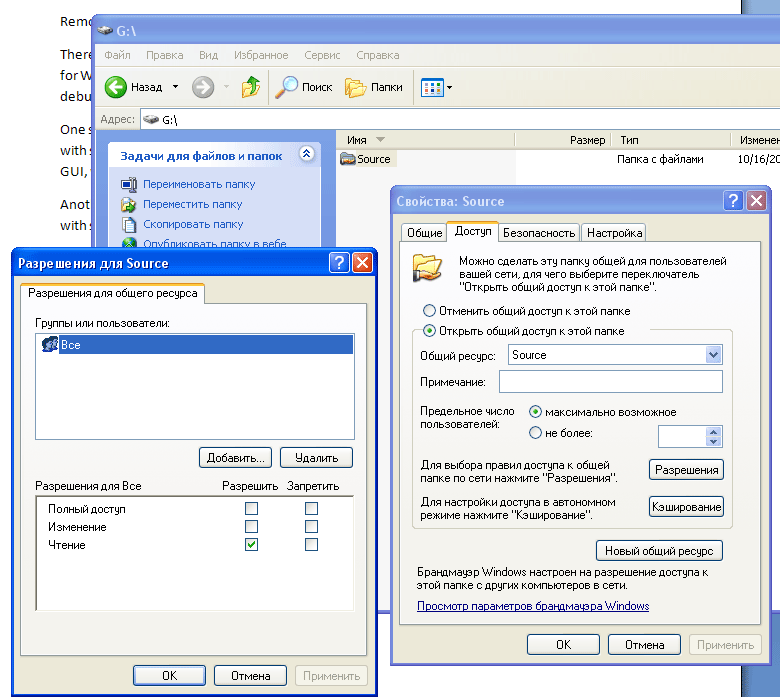 Remo
There
for W
debu
One s
with s
GUI,
Anot
with s
G:\
Файл Правка Вид Избранное Сервис Справка
Назад Поиск Папки
Адрес: G:\
Имя Размер Тип Изменен
Source Папка с файлами 10/16/20
Задачи для файлов и папок
Переименовать папку
Переместить папку
Скопировать папку
Опубликовать папку в вебе
Свойства: Source
Общие Доступ Безопасность Настройка
Можно сделать эту папку общей для пользователей
вашей сети, для чего выберите переключатель
"Открыть общий доступ к этой папке".
Отменить общий доступ к этой папке
Открыть общий доступ к этой папке
Общий ресурс: Source
Примечание:
Предельное число
пользователей:
максимально возможное
не более:
Для выбора правил доступа к общей
папке по сети нажмите "Разрешения".
Разрешения
Для настройки доступа в автономном
режиме нажмите "Кэширование".
Кэширование
Новый общий ресурс
Брандмауэр Windows настроен на разрешение доступа к
этой папке с других компьютеров в сети.
Просмотр параметров брандмауэра Windows
OK Отмена Применить
Разрешения для Source
Разрешения для общего ресурса
Группы или пользователи:
Все
Добавить... Удалить
Разрешения для Все Разрешить Запретить
Полный доступ
Изменение
Чтение
OK Отмена Применить